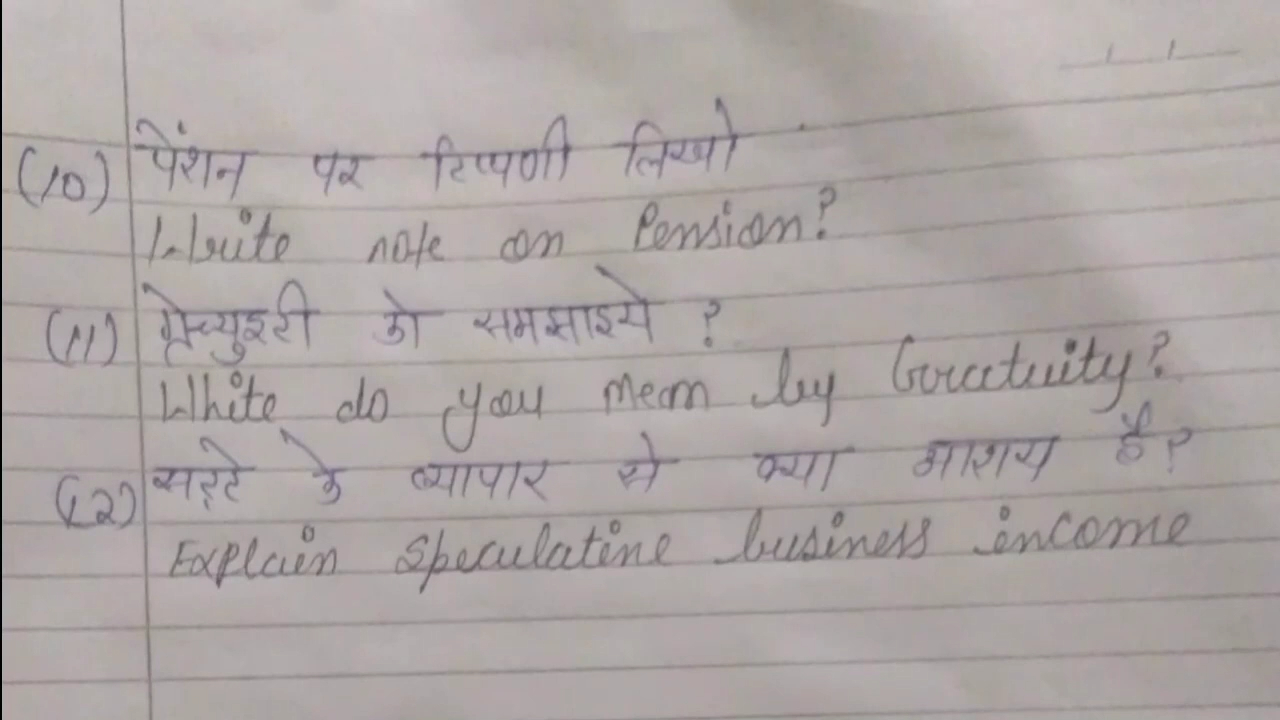 (10) पेंशन पर टिप्पणी लिखो
Write note on Pension?
(11) ग्रेच्युइटी को समझाइये ?
White do you mean by Gratuity?
(12) सट्टे के व्यापार से क्या आशय है?
Explain Speculatine business income